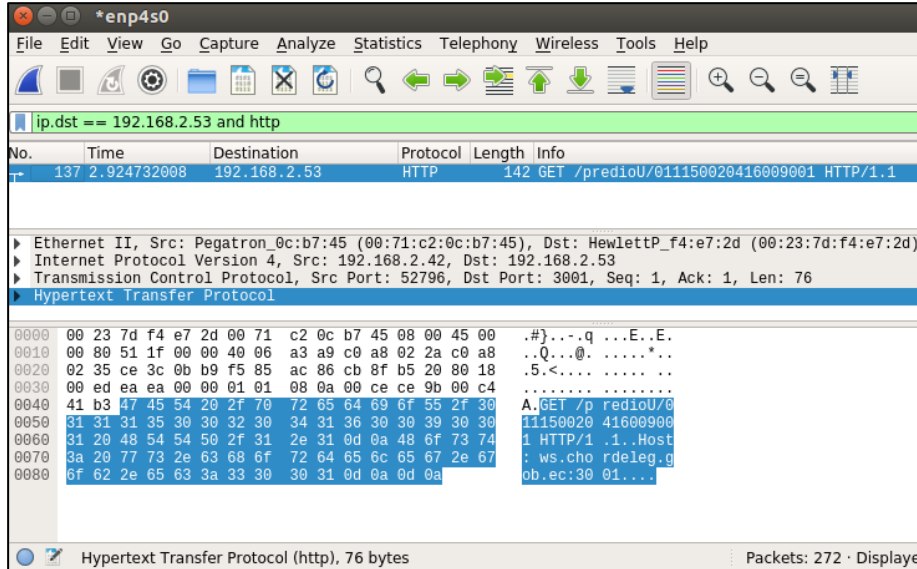 *enp4s0
File Edit View Go Capture Analyze Statistics Telephony Wireless Tools Help
ip.dst == 192.168.2.53 and http
No. Time Destination Protocol Length Info
137 2.924732008 192.168.2.53 HTTP 142 GET /predioU/011150020416009001 HTTP/1.1
Ethernet II, Src: Pegatron_0c:b7:45 (00:71:c2:0c:b7:45), Dst: HewlettP_f4:e7:2d (00:23:7d:f4:e7:2d)
Internet Protocol Version 4, Src: 192.168.2.42, Dst: 192.168.2.53
Transmission Control Protocol, Src Port: 52796, Dst Port: 3001, Seq: 1, Ack: 1, Len: 76
Hypertext Transfer Protocol
0000 00 23 7d f4 e7 2d 00 71 c2 0c b7 45 08 00 45 00 .#}..-.q ...E..E.
0010 00 80 51 1f 00 00 40 06 a3 a9 c0 a8 02 2a c0 a8 ..Q...@. .....*..
0020 02 35 ce 3c 0b b9 f5 85 ac 86 cb 8f b5 20 80 18 .5.<.... ..... ..
0030 00 ed ea ea 00 00 01 01 08 0a 00 ce ce 9b 00 c4 ........ ........
0040 41 b3 47 45 54 20 2f 70 72 65 64 69 6f 55 2f 30 A.GET /p redioU/0
0050 31 31 31 35 30 30 32 30 34 31 36 30 30 39 30 30 11150020 41600900
0060 31 20 48 54 54 50 2f 31 2e 31 0d 0a 48 6f 73 74 1 HTTP/1 .1..Host
0070 3a 20 77 73 2e 63 68 6f 72 64 65 6c 65 67 2e 67 : ws.cho rdeleg.g
0080 6f 62 2e 65 63 3a 33 30 30 31 0d 0a 0d 0a ob.ec:30 01....
Hypertext Transfer Protocol (http), 76 bytes Packets: 272 · Displaye